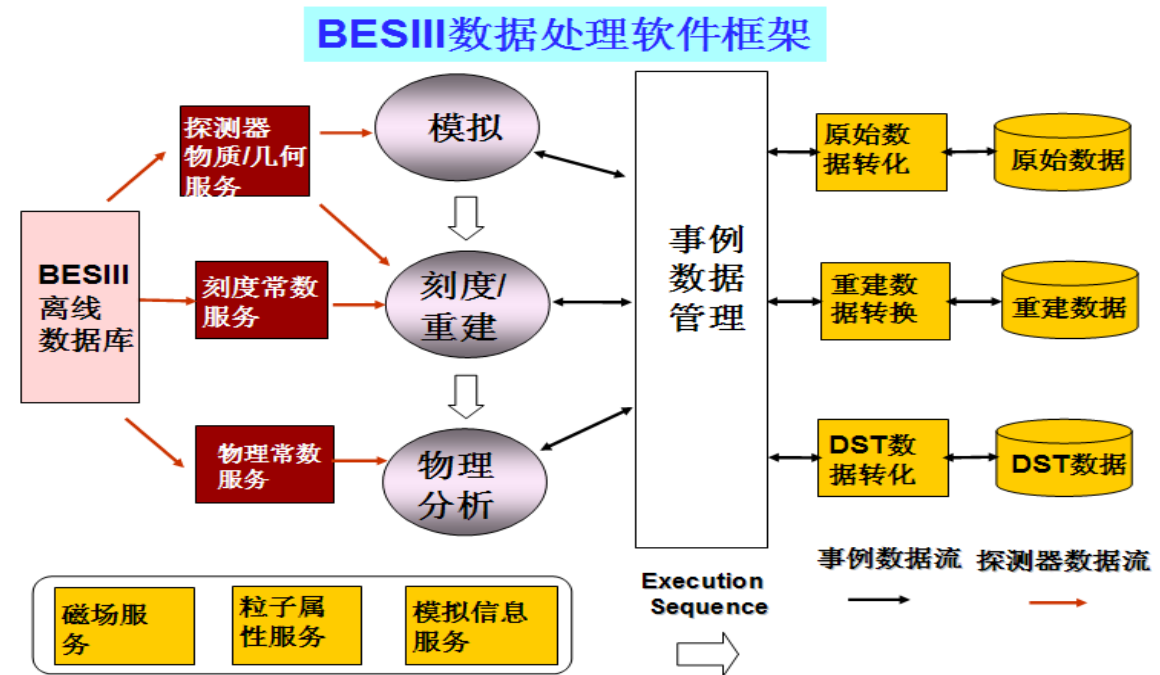 BESIII数据处理软件框架
探测器
物质/几何
服务
模拟
原始数
据转化
原始数据
BESIII
离线
数据库
刻度常数
服务
刻度/
重建
事例
数据
管理
重建数
据转换
重建数据
物理常数
服务
物理
分析
DST数
据转化
DST数据
事例数据流
探测器数据流
Execution
Sequence
磁场服
务
粒子属
性服务
模拟信息
服务